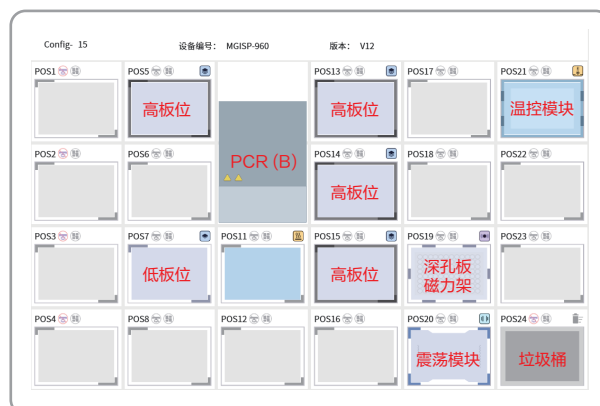 Config- 15 设备编号： MGISP-960 版本： V12
POS1 POS5 POS13 POS17 POS21
高板位 高板位 温控模块
POS2 POS6 PCR (B) POS14 POS18 POS22
高板位
POS3 POS7 POS11 POS15 POS19 POS23
低板位 高板位 深孔板
磁力架
POS4 POS8 POS12 POS16 POS20 POS24
震荡模块 垃圾桶